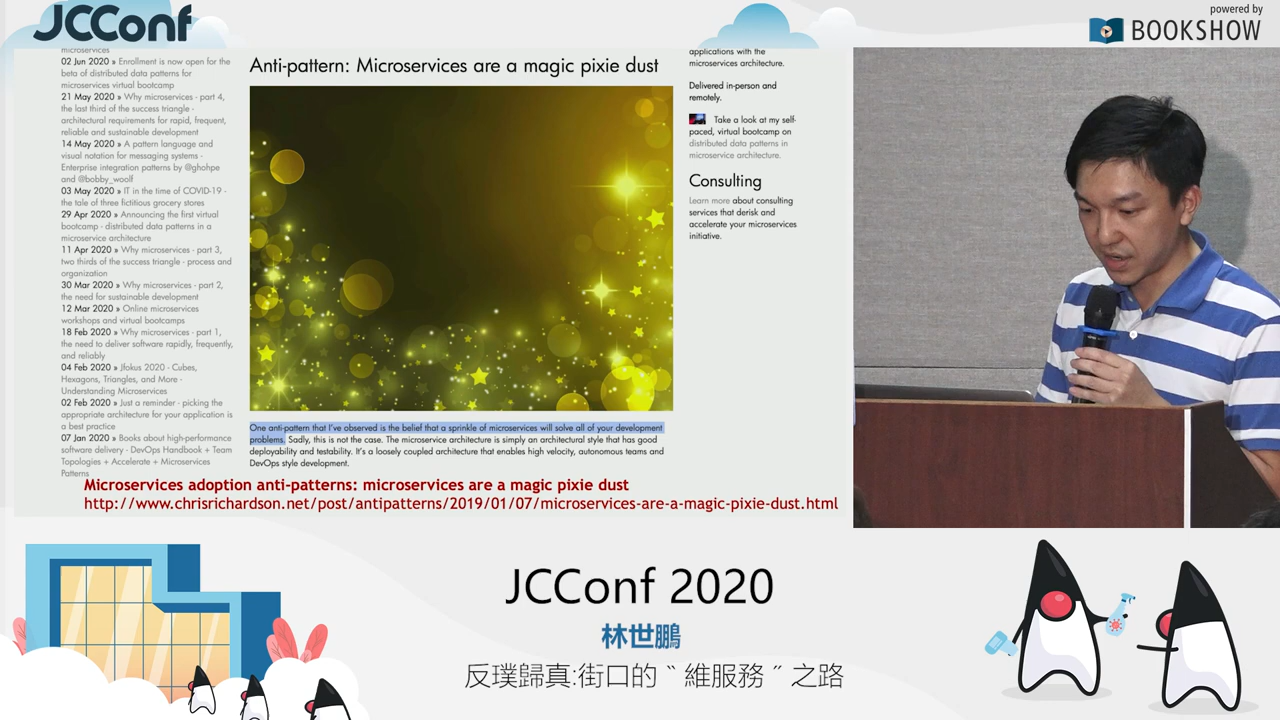 JCConf
powered by
BOOKSHOW
microservices
02 Jun 2020 » Enrollment is now open for the
beta of distributed data patterns for
microservices virtual bootcamp
21 May 2020 » Why microservices - part 4,
the last third of the success triangle -
architectural requirements for rapid, frequent,
reliable and sustainable development
14 May 2020 » A pattern language and
visual notation for messaging systems -
Enterprise integration patterns by @ghohpe
and @bobby_woolf
03 May 2020 » IT in the time of COVID-19 -
the tale of three fictitious grocery stores
29 Apr 2020 » Announcing the first virtual
bootcamp - distributed data patterns in a
microservice architecture
11 Apr 2020 » Why microservices - part 3,
two thirds of the success triangle - process and
organization
30 Mar 2020 » Why microservices - part 2,
the need for sustainable development
12 Mar 2020 » Online microservices
workshops and virtual bootcamps
18 Feb 2020 » Why microservices - part 1,
the need to deliver software rapidly, frequently,
and reliably
04 Feb 2020 » Jfokus 2020 - Cubes,
Hexagons, Triangles, and More -
Understanding Microservices
02 Feb 2020 » Just a reminder - picking the
appropriate architecture for your application is
a best practice
07 Jan 2020 » Books about high-performance
software delivery - DevOps Handbook + Team
Topologies + Accelerate + Microservices
Patterns
Anti-pattern: Microservices are a magic pixie dust
One anti-pattern that I've observed is the belief that a sprinkle of microservices will solve all of your development
problems. Sadly, this is not the case. The microservice architecture is simply an architectural style that has good
deployability and testability. It's a loosely coupled architecture that enables high velocity, autonomous teams and
DevOps style development.
applications with the
microservices architecture.
Delivered in-person and
remotely.
Take a look at my self-
paced, virtual bootcamp on
distributed data patterns in
microservice architecture.
Consulting
Learn more about consulting
services that derisk and
accelerate your microservices
initiative.
Microservices adoption anti-patterns: microservices are a magic pixie dust
http://www.chrisrichardson.net/post/antipatterns/2019/01/07/microservices-are-a-magic-pixie-dust.html
JCConf 2020
林世鵬
反璞歸真:街口的〝維服務〞之路